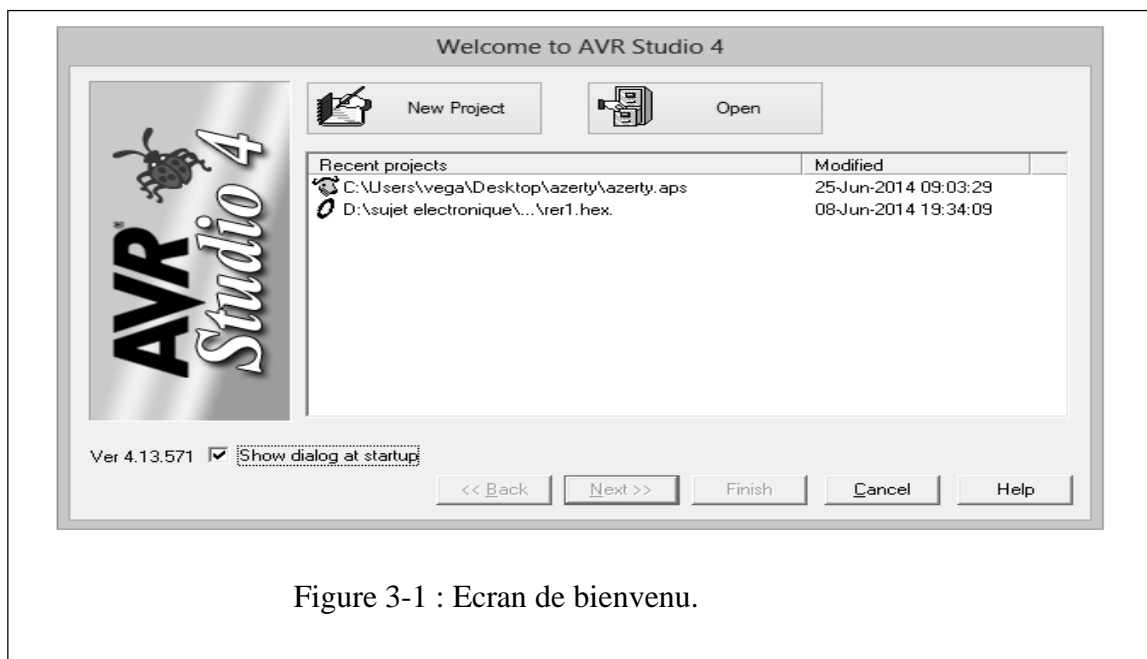 Welcome to AVR Studio 4
AVR
Studio 4
New Project
Open
Recent projects Modified
C:\Users\vega\Desktop\azerty\azerty.aps 25-Jun-2014 09:03:29
D:\sujet electronique\...\rer1.hex. 08-Jun-2014 19:34:09
Ver 4.13.571 Show dialog at startup
<< Back Next >> Finish Cancel Help
Figure 3-1 : Ecran de bienvenu.